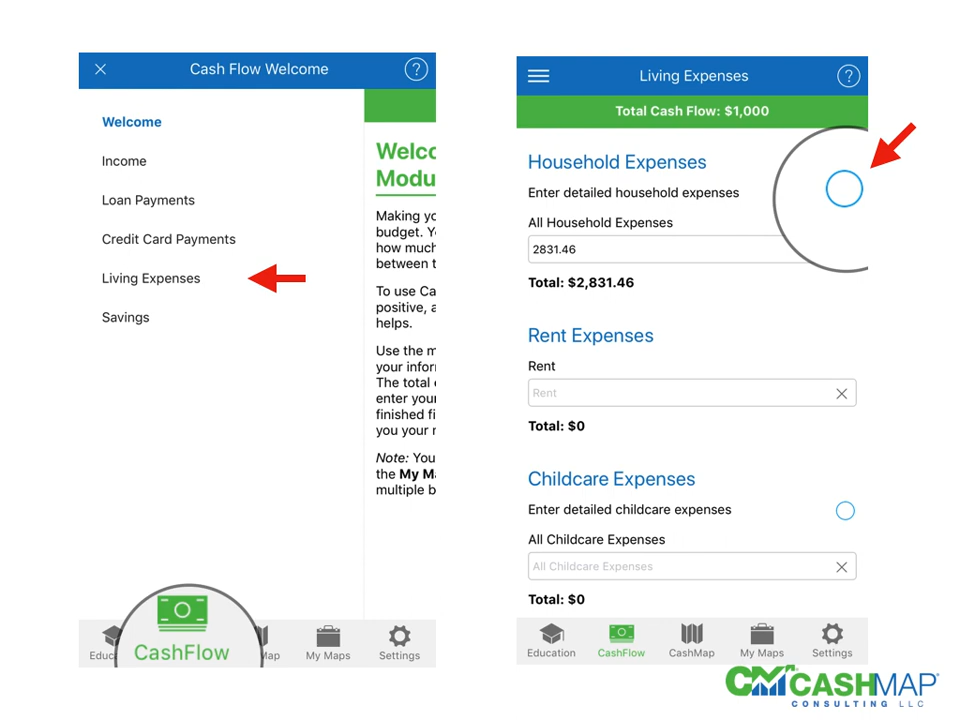 Cash Flow Welcome
?
Welcome
Income
Loan Payments
Credit Card Payments
Living Expenses
Savings
Welco
Modu
Making yo
budget. Y
how much
between t
To use Ca
positive, a
helps.
Use the m
your inforr
The total
enter your
finished fi
you your r
Note: You
the My Ma
multiple b
Educ
CashFlow
Map
My Maps
Settings
Living Expenses
?
Total Cash Flow: $1,000
Household Expenses
Enter detailed household expenses
All Household Expenses
2831.46
Total: $2,831.46
Rent Expenses
Rent
Rent
Total: $0
Childcare Expenses
Enter detailed childcare expenses
All Childcare Expenses
All Childcare Expenses
Total: $0
Education
CashFlow
CashMap
My Maps
Settings
CM CASHMAP®
CONSULTING LLC